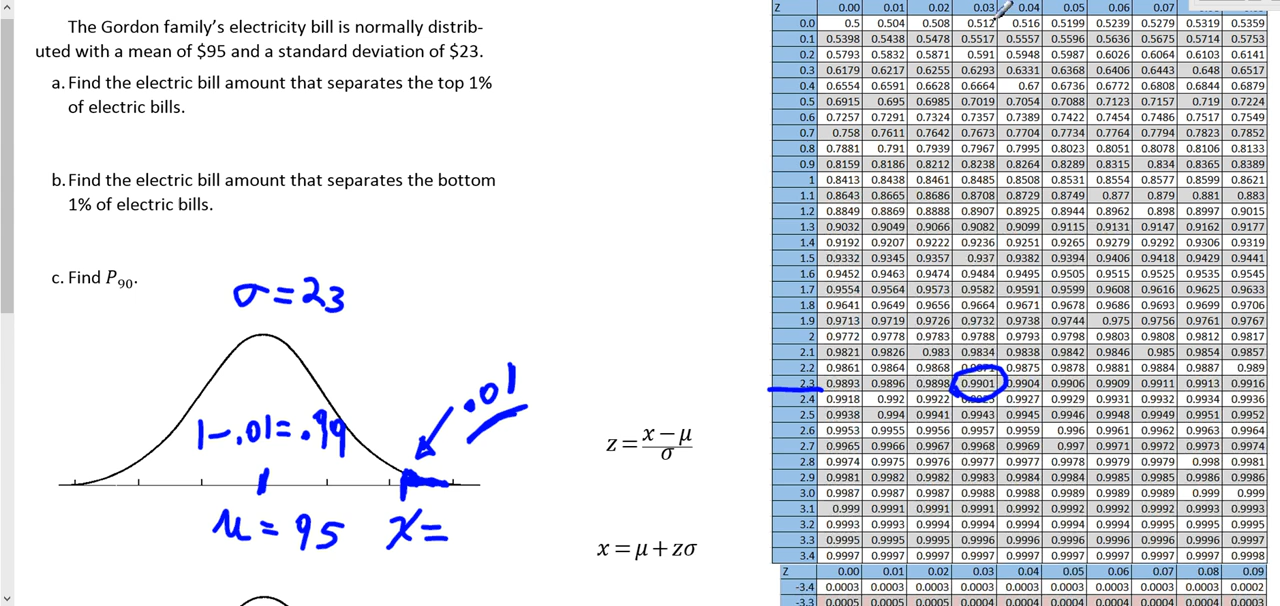 The Gordon family's electricity bill is normally distrib-
uted with a mean of $95 and a standard deviation of $23.
a. Find the electric bill amount that separates the top 1%
of electric bills.
b. Find the electric bill amount that separates the bottom
1% of electric bills.
c. Find P₉₀.
σ = 23
.01
1 - .01 = .99
μ = 95 x =
z = (x − μ)/σ
x = μ + zσ
Z 0.00 0.01 0.02 0.03 0.04 0.05 0.06 0.07
0.0 0.5 0.504 0.508 0.512 0.516 0.5199 0.5239 0.5279 0.5319 0.5359
0.1 0.5398 0.5438 0.5478 0.5517 0.5557 0.5596 0.5636 0.5675 0.5714 0.5753
0.2 0.5793 0.5832 0.5871 0.591 0.5948 0.5987 0.6026 0.6064 0.6103 0.6141
0.3 0.6179 0.6217 0.6255 0.6293 0.6331 0.6368 0.6406 0.6443 0.648 0.6517
0.4 0.6554 0.6591 0.6628 0.6664 0.67 0.6736 0.6772 0.6808 0.6844 0.6879
0.5 0.6915 0.695 0.6985 0.7019 0.7054 0.7088 0.7123 0.7157 0.719 0.7224
0.6 0.7257 0.7291 0.7324 0.7357 0.7389 0.7422 0.7454 0.7486 0.7517 0.7549
0.7 0.758 0.7611 0.7642 0.7673 0.7704 0.7734 0.7764 0.7794 0.7823 0.7852
0.8 0.7881 0.791 0.7939 0.7967 0.7995 0.8023 0.8051 0.8078 0.8106 0.8133
0.9 0.8159 0.8186 0.8212 0.8238 0.8264 0.8289 0.8315 0.834 0.8365 0.8389
1 0.8413 0.8438 0.8461 0.8485 0.8508 0.8531 0.8554 0.8577 0.8599 0.8621
1.1 0.8643 0.8665 0.8686 0.8708 0.8729 0.8749 0.877 0.879 0.881 0.883
1.2 0.8849 0.8869 0.8888 0.8907 0.8925 0.8944 0.8962 0.898 0.8997 0.9015
1.3 0.9032 0.9049 0.9066 0.9082 0.9099 0.9115 0.9131 0.9147 0.9162 0.9177
1.4 0.9192 0.9207 0.9222 0.9236 0.9251 0.9265 0.9279 0.9292 0.9306 0.9319
1.5 0.9332 0.9345 0.9357 0.937 0.9382 0.9394 0.9406 0.9418 0.9429 0.9441
1.6 0.9452 0.9463 0.9474 0.9484 0.9495 0.9505 0.9515 0.9525 0.9535 0.9545
1.7 0.9554 0.9564 0.9573 0.9582 0.9591 0.9599 0.9608 0.9616 0.9625 0.9633
1.8 0.9641 0.9649 0.9656 0.9664 0.9671 0.9678 0.9686 0.9693 0.9699 0.9706
1.9 0.9713 0.9719 0.9726 0.9732 0.9738 0.9744 0.975 0.9756 0.9761 0.9767
2 0.9772 0.9778 0.9783 0.9788 0.9793 0.9798 0.9803 0.9808 0.9812 0.9817
2.1 0.9821 0.9826 0.983 0.9834 0.9838 0.9842 0.9846 0.985 0.9854 0.9857
2.2 0.9861 0.9864 0.9868 0.9875 0.9878 0.9881 0.9884 0.9887 0.989
2.3 0.9893 0.9896 0.9898 0.9901 0.9904 0.9906 0.9909 0.9911 0.9913 0.9916
2.4 0.9918 0.992 0.9922 0.9927 0.9929 0.9931 0.9932 0.9934 0.9936
2.5 0.9938 0.994 0.9941 0.9943 0.9945 0.9946 0.9948 0.9949 0.9951 0.9952
2.6 0.9953 0.9955 0.9956 0.9957 0.9959 0.996 0.9961 0.9962 0.9963 0.9964
2.7 0.9965 0.9966 0.9967 0.9968 0.9969 0.997 0.9971 0.9972 0.9973 0.9974
2.8 0.9974 0.9975 0.9976 0.9977 0.9977 0.9978 0.9979 0.9979 0.998 0.9981
2.9 0.9981 0.9982 0.9982 0.9983 0.9984 0.9984 0.9985 0.9985 0.9986 0.9986
3.0 0.9987 0.9987 0.9987 0.9988 0.9988 0.9989 0.9989 0.9989 0.999 0.999
3.1 0.999 0.9991 0.9991 0.9991 0.9992 0.9992 0.9992 0.9992 0.9993 0.9993
3.2 0.9993 0.9993 0.9994 0.9994 0.9994 0.9994 0.9994 0.9995 0.9995 0.9995
3.3 0.9995 0.9995 0.9995 0.9996 0.9996 0.9996 0.9996 0.9996 0.9996 0.9997
3.4 0.9997 0.9997 0.9997 0.9997 0.9997 0.9997 0.9997 0.9997 0.9997 0.9998
Z 0.00 0.01 0.02 0.03 0.04 0.05 0.06 0.07 0.08 0.09
-3.4 0.0003 0.0003 0.0003 0.0003 0.0003 0.0003 0.0003 0.0003 0.0003 0.0002
-3.3 0.0005 0.0005 0.0005 0.0004 0.0004 0.0004 0.0004 0.0004 0.0004 0.0003